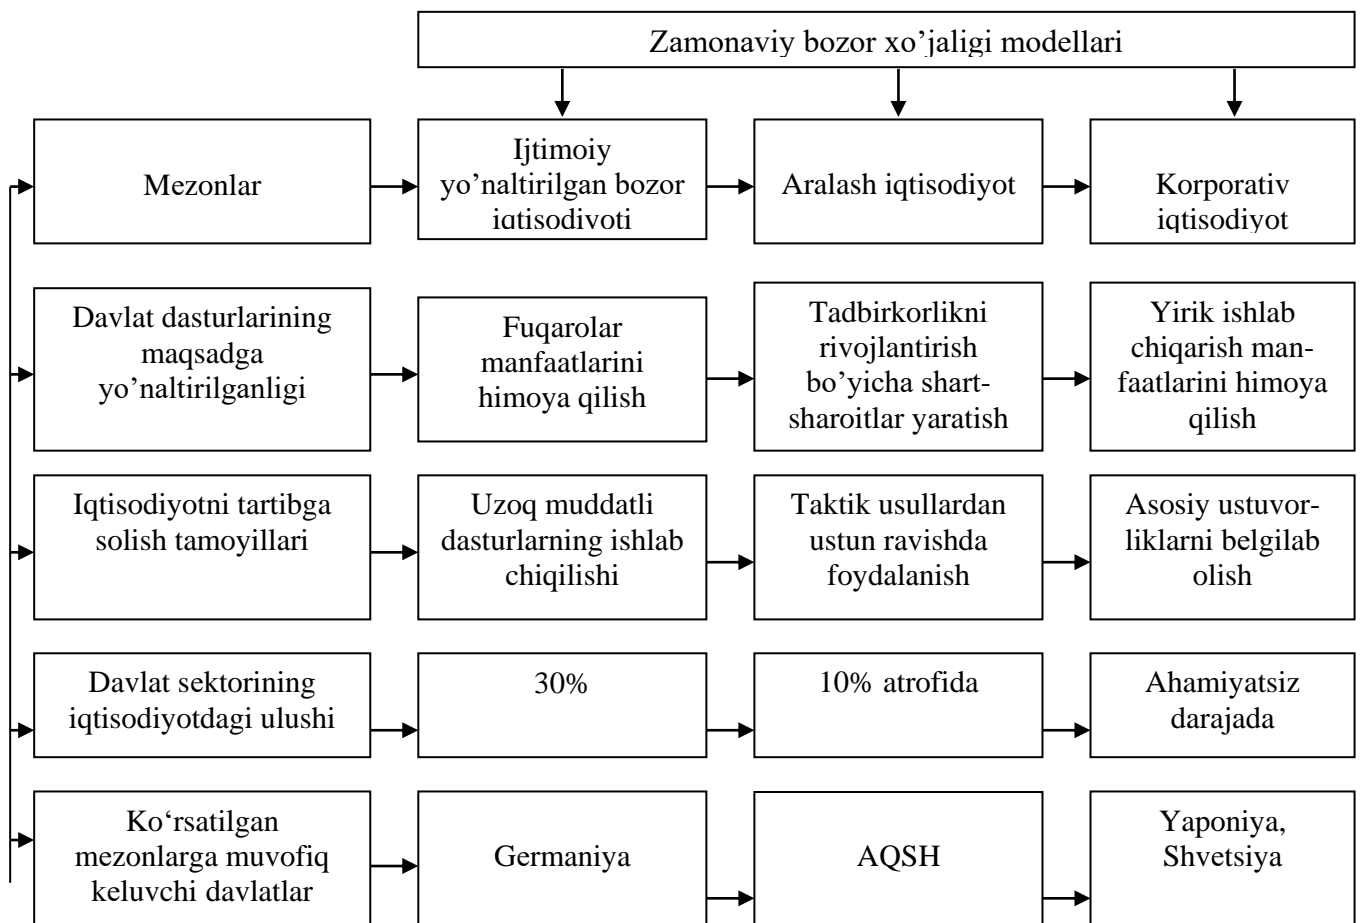 Zamonaviy bozor xo’jaligi modellari
Mezonlar
Ijtimoiy
yo’naltirilgan bozor
iqtisodiyoti
Aralash iqtisodiyot
Korporativ
iqtisodiyot
Davlat dasturlarining
maqsadga
yo’naltirilganligi
Fuqarolar
manfaatlarini
himoya qilish
Tadbirkorlikni
rivojlantirish
bo’yicha shart-
sharoitlar yaratish
Yirik ishlab
chiqarish man-
faatlarini himoya
qilish
Iqtisodiyotni tartibga
solish tamoyillari
Uzoq muddatli
dasturlarning ishlab
chiqilishi
Taktik usullardan
ustun ravishda
foydalanish
Asosiy ustuvor-
liklarni belgilab
olish
Davlat sektorining
iqtisodiyotdagi ulushi
30%
10% atrofida
Ahamiyatsiz
darajada
Ko‘rsatilgan
mezonlarga muvofiq
keluvchi davlatlar
Germaniya
AQSH
Yaponiya,
Shvetsiya